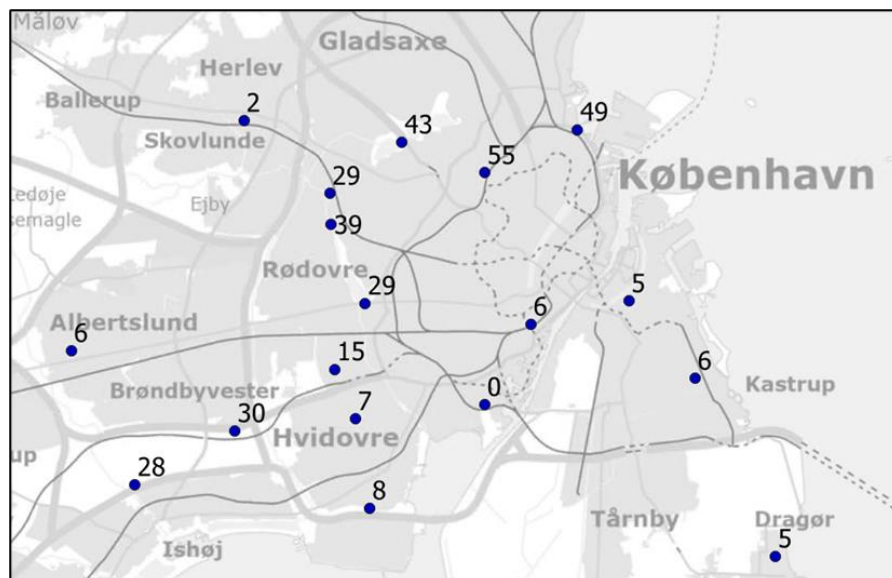 Måløv
Gladsaxe
Herlev
Ballerup
2
49
43
Skovlunde
55
København
29
Ejby
39
Rødovre
29
5
6
Albertslund
6
15
6
Brøndbyvester
0
Kastrup
7
30
Hvidovre
28
8
Tårnby
Dragør
Ishøj
5